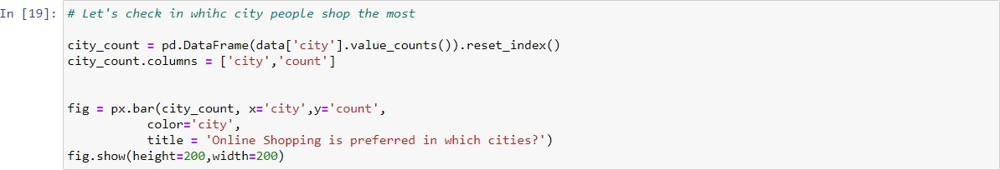 In [19]: # Let's check in whihc city people shop the most
city_count = pd.DataFrame(data['city'].value_counts()).reset_index()
city_count.columns = ['city','count']
fig = px.bar(city_count, x='city',y='count',
color='city',
title = 'Online Shopping is preferred in which cities?')
fig.show(height=200,width=200)